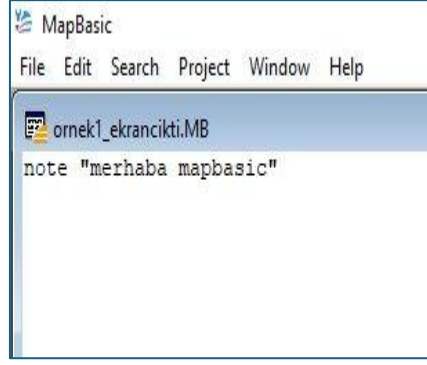 MapBasic
File Edit Search Project Window Help
ornek1_ekrancikti.MB
note "merhaba mapbasic"